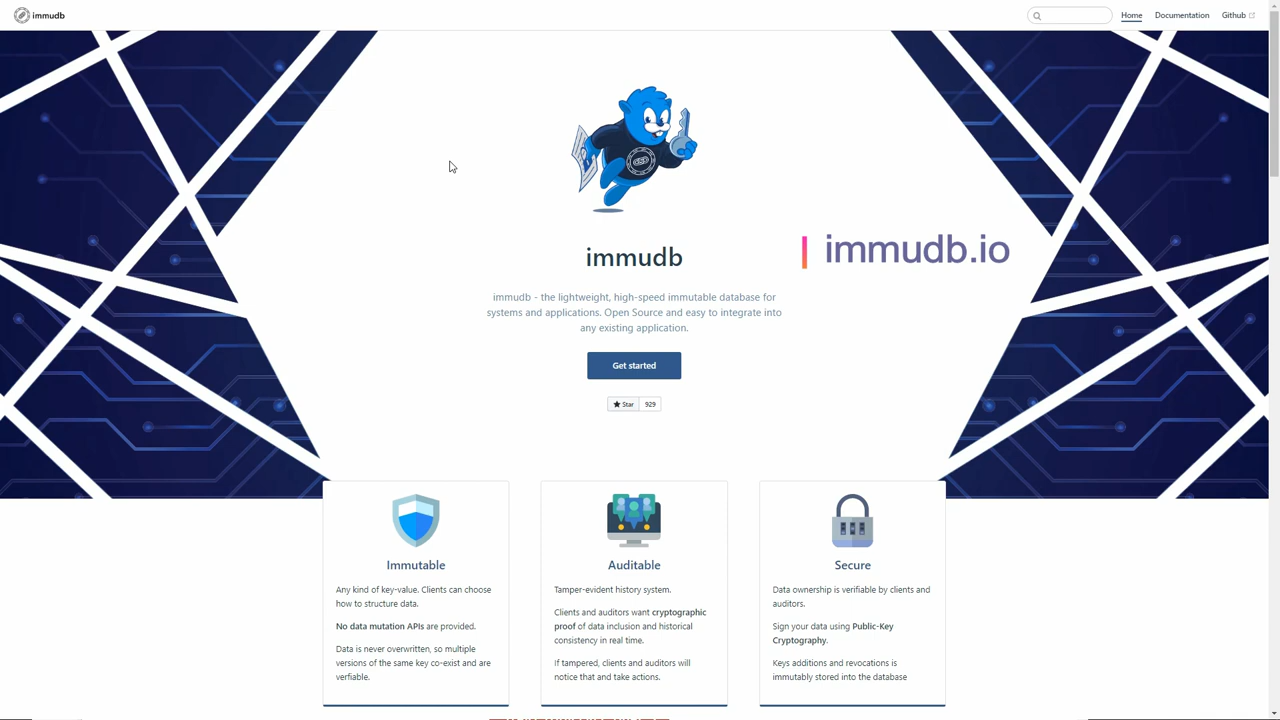 immudb
Home
Documentation
Github
immudb
immudb.io
immudb - the lightweight, high-speed immutable database for
systems and applications. Open Source and easy to integrate into
any existing application.
Get started
Star
929
Immutable
Any kind of key-value. Clients can choose
how to structure data.
No data mutation APIs are provided.
Data is never overwritten, so multiple
versions of the same key co-exist and are
verfiable.
Auditable
Tamper-evident history system.
Clients and auditors want cryptographic
proof of data inclusion and historical
consistency in real time.
If tampered, clients and auditors will
notice that and take actions.
Secure
Data ownership is verifiable by clients and
auditors.
Sign your data using Public-Key
Cryptography.
Keys additions and revocations is
immutably stored into the database